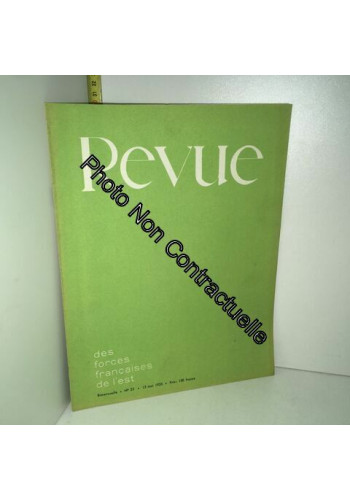 Revue
Photo Non Contractuelle
des
forces
françaises
de l'est